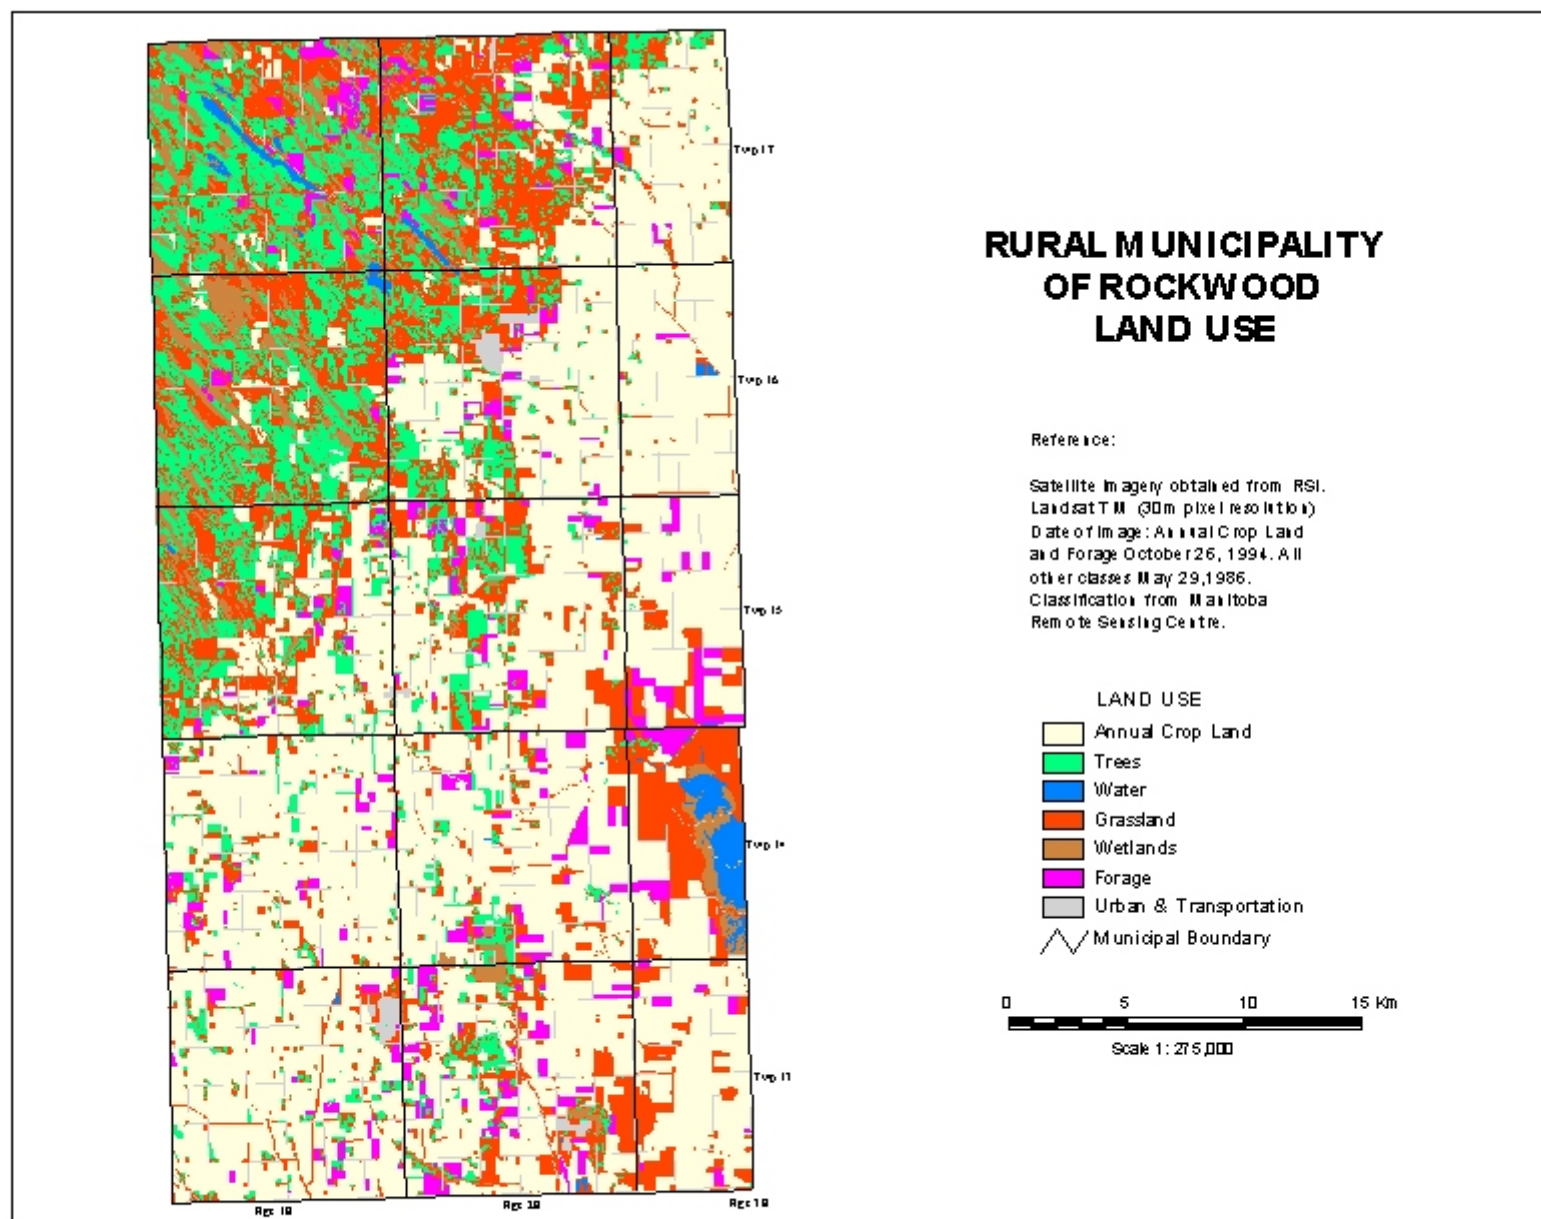 RURAL MUNICIPALITY
OF ROCKWOOD
LAND USE
Twp 17
Twp 16
Twp 15
Twp 14
Reference:
Satellite Imagery obtained from RSI.
Landsat TM (30m pixel resolution)
Date of Image: Annual Crop Land
and Forage October 26, 1994. All
other classes May 29,1986.
Classification from Manitoba
Remote Sensing Centre.
LAND USE
Annual Crop Land
Trees
Water
Grassland
Wetlands
Forage
Urban & Transportation
Municipal Boundary
0 5 10 15 Km
Scale 1: 275,000